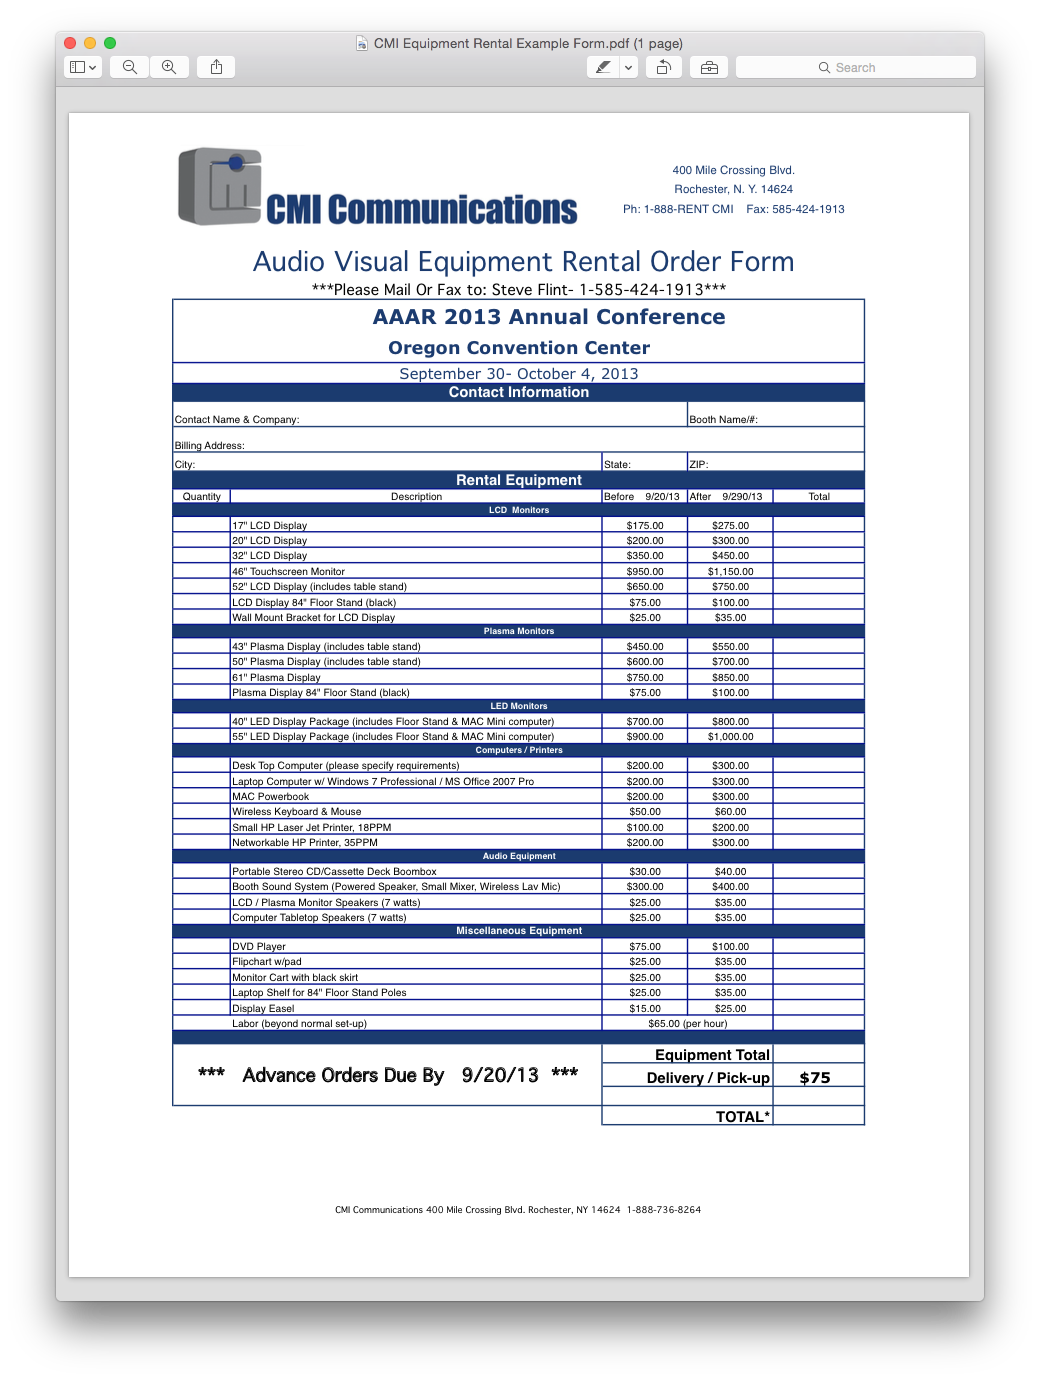 CMI Equipment Rental Example Form.pdf (1 page)
Search
CMI Communications
400 Mile Crossing Blvd.
Rochester, N. Y. 14624
Ph: 1-888-RENT CMI Fax: 585-424-1913
Audio Visual Equipment Rental Order Form
***Please Mail Or Fax to: Steve Flint- 1-585-424-1913***
AAAR 2013 Annual Conference
Oregon Convention Center
September 30- October 4, 2013
Contact Information
Contact Name & Company: Booth Name/#:
Billing Address:
City: State: ZIP:
Rental Equipment
Quantity Description Before 9/20/13 After 9/290/13 Total
LCD Monitors
17" LCD Display $175.00 $275.00
20" LCD Display $200.00 $300.00
32" LCD Display $350.00 $450.00
46" Touchscreen Monitor $950.00 $1,150.00
52" LCD Display (includes table stand) $650.00 $750.00
LCD Display 84" Floor Stand (black) $75.00 $100.00
Wall Mount Bracket for LCD Display $25.00 $35.00
Plasma Monitors
43" Plasma Display (includes table stand) $450.00 $550.00
50" Plasma Display (includes table stand) $600.00 $700.00
61" Plasma Display $750.00 $850.00
Plasma Display 84" Floor Stand (black) $75.00 $100.00
LED Monitors
40" LED Display Package (includes Floor Stand & MAC Mini computer) $700.00 $800.00
55" LED Display Package (includes Floor Stand & MAC Mini computer) $900.00 $1,000.00
Computers / Printers
Desk Top Computer (please specify requirements) $200.00 $300.00
Laptop Computer w/ Windows 7 Professional / MS Office 2007 Pro $200.00 $300.00
MAC Powerbook $200.00 $300.00
Wireless Keyboard & Mouse $50.00 $60.00
Small HP Laser Jet Printer, 18PPM $100.00 $200.00
Networkable HP Printer, 35PPM $200.00 $300.00
Audio Equipment
Portable Stereo CD/Cassette Deck Boombox $30.00 $40.00
Booth Sound System (Powered Speaker, Small Mixer, Wireless Lav Mic) $300.00 $400.00
LCD / Plasma Monitor Speakers (7 watts) $25.00 $35.00
Computer Tabletop Speakers (7 watts) $25.00 $35.00
Miscellaneous Equipment
DVD Player $75.00 $100.00
Flipchart w/pad $25.00 $35.00
Monitor Cart with black skirt $25.00 $35.00
Laptop Shelf for 84" Floor Stand Poles $25.00 $35.00
Display Easel $15.00 $25.00
Labor (beyond normal set-up) $65.00 (per hour)
Equipment Total
*** Advance Orders Due By 9/20/13 ***
Delivery / Pick-up $75
TOTAL*
CMI Communications 400 Mile Crossing Blvd. Rochester, NY 14624 1-888-736-8264